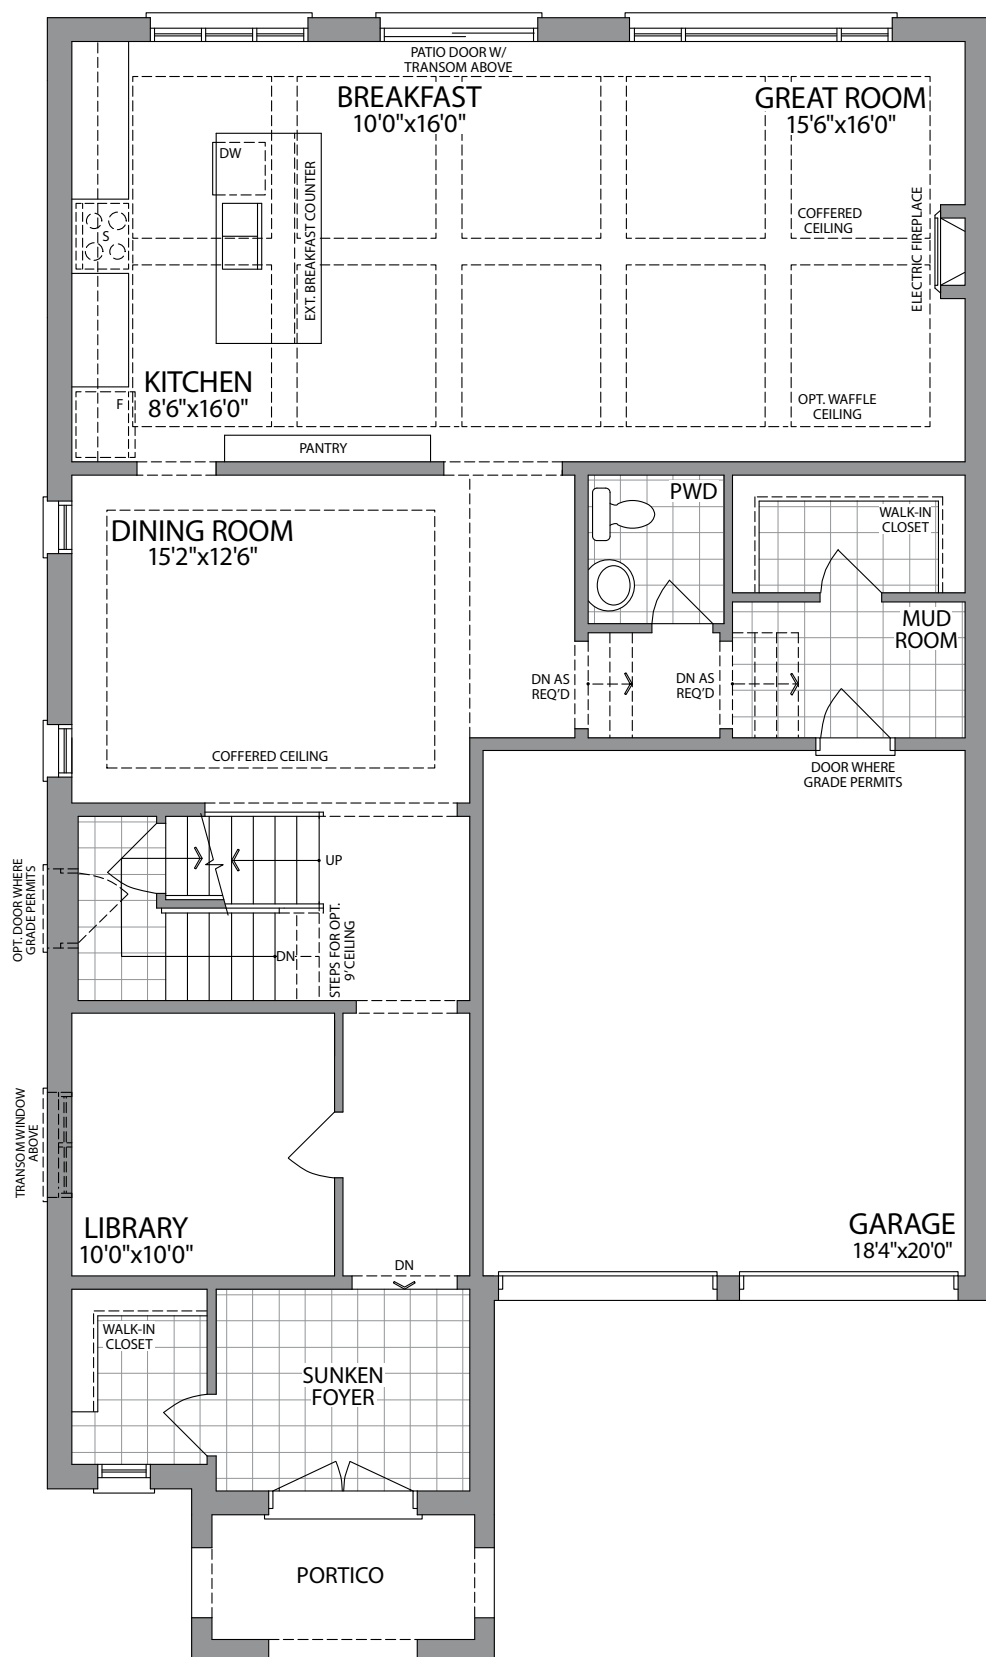 PATIO DOOR W/
TRANSOM ABOVE
BREAKFAST
10'0"x16'0"
GREAT ROOM
15'6"x16'0"
DW
EXT. BREAKFAST COUNTER
S
COFFERED
CEILING
ELECTRIC FIREPLACE
KITCHEN
8'6"x16'0"
F
OPT. WAFFLE
CEILING
PANTRY
PWD
WALK-IN
CLOSET
DINING ROOM
15'2"x12'6"
MUD
ROOM
DN AS
REQ'D
DN AS
REQ'D
COFFERED CEILING
DOOR WHERE
GRADE PERMITS
UP
OPT. DOOR WHERE
GRADE PERMITS
DN
STEPS FOR OPT.
9' CEILING
TRANSOM WINDOW
ABOVE
LIBRARY
10'0"x10'0"
GARAGE
18'4"x20'0"
DN
WALK-IN
CLOSET
SUNKEN
FOYER
PORTICO